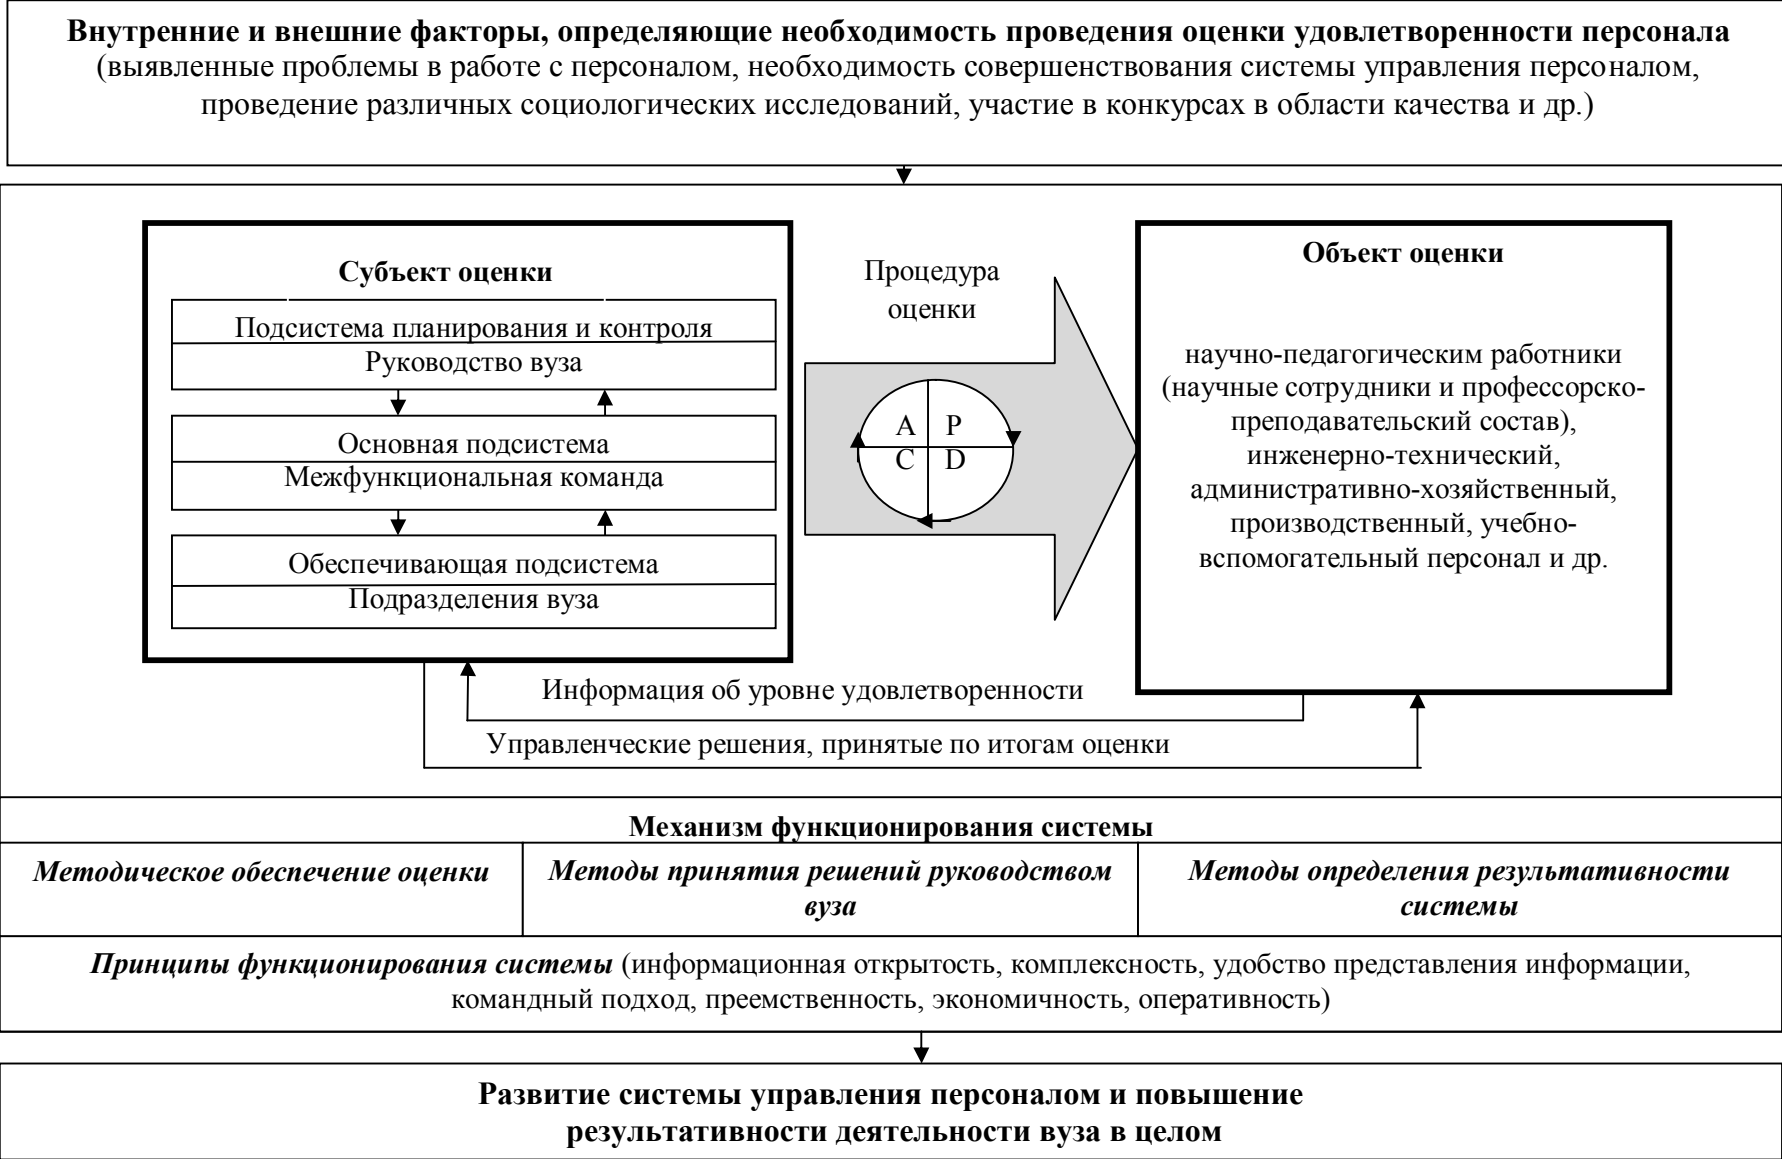 Внутренние и внешние факторы, определяющие необходимость проведения оценки удовлетворенности персонала
(выявленные проблемы в работе с персоналом, необходимость совершенствования системы управления персоналом,
проведение различных социологических исследований, участие в конкурсах в области качества и др.)
Субъект оценки
Подсистема планирования и контроля
Руководство вуза
Основная подсистема
Межфункциональная команда
Обеспечивающая подсистема
Подразделения вуза
Процедура
оценки
A P
C D
Объект оценки
научно-педагогическим работники
(научные сотрудники и профессорско-
преподавательский состав),
инженерно-технический,
административно-хозяйственный,
производственный, учебно-
вспомогательный персонал и др.
Информация об уровне удовлетворенности
Управленческие решения, принятые по итогам оценки
Механизм функционирования системы
Методическое обеспечение оценки
Методы принятия решений руководством
вуза
Методы определения результативности
системы
Принципы функционирования системы (информационная открытость, комплексность, удобство представления информации,
командный подход, преемственность, экономичность, оперативность)
Развитие системы управления персоналом и повышение
результативности деятельности вуза в целом